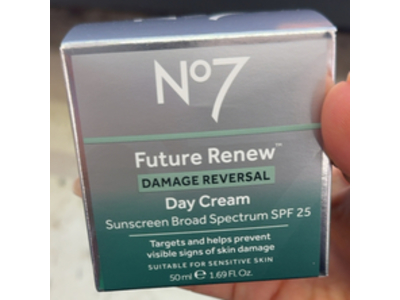 No7
Future Renew™
DAMAGE REVERSAL
Day Cream
Sunscreen Broad Spectrum SPF 25
Targets and helps prevent
visible signs of skin damage
SUITABLE FOR SENSITIVE SKIN
50ml ℮ 1.69 Fl. Oz.